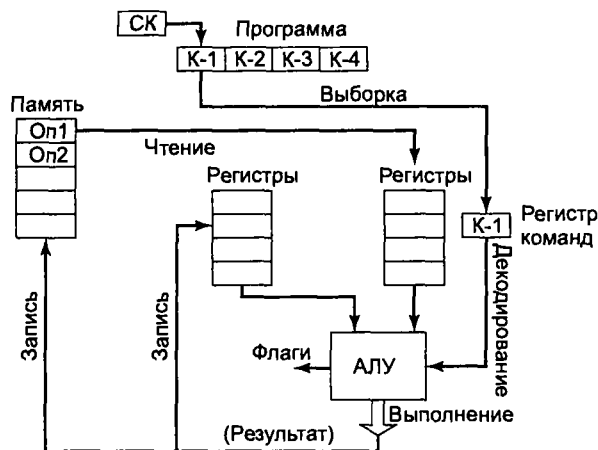 СК
Программа
К-1 К-2 К-3 К-4
Выборка
Память
Оп1
Оп2
Чтение
Регистры
Регистры
К-1
Регистр
команд
Декодирование
Запись
Запись
Флаги
АЛУ
Выполнение
(Результат)